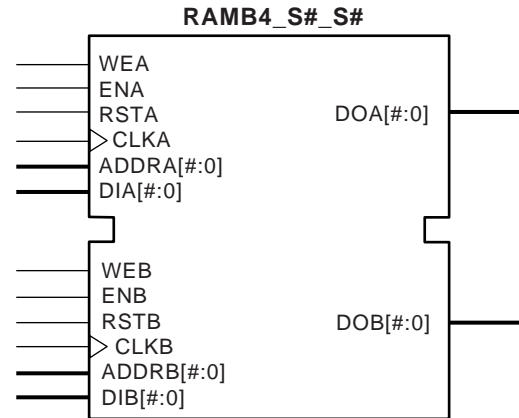 RAMB4_S#_S#
WEA
ENA
RSTA
CLKA
ADDRA[#:0]
DIA[#:0]
DOA[#:0]
WEB
ENB
RSTB
CLKB
ADDRB[#:0]
DIB[#:0]
DOB[#:0]